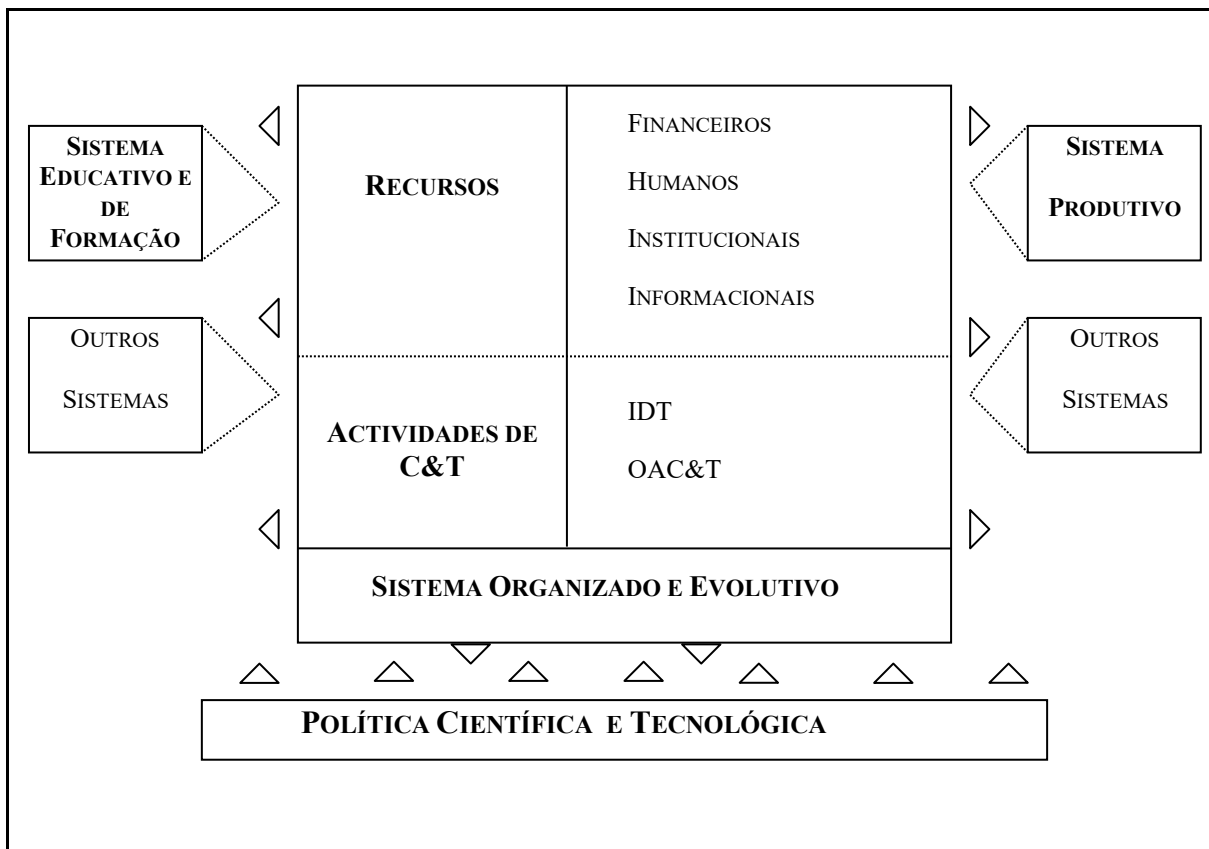 SISTEMA
EDUCATIVO E
DE
FORMAÇÃO
OUTROS
SISTEMAS
RECURSOS
FINANCEIROS
HUMANOS
INSTITUCIONAIS
INFORMACIONAIS
ACTIVIDADES DE
C&T
IDT
OAC&T
SISTEMA
PRODUTIVO
OUTROS
SISTEMAS
SISTEMA ORGANIZADO E EVOLUTIVO
POLÍTICA CIENTÍFICA E TECNOLÓGICA